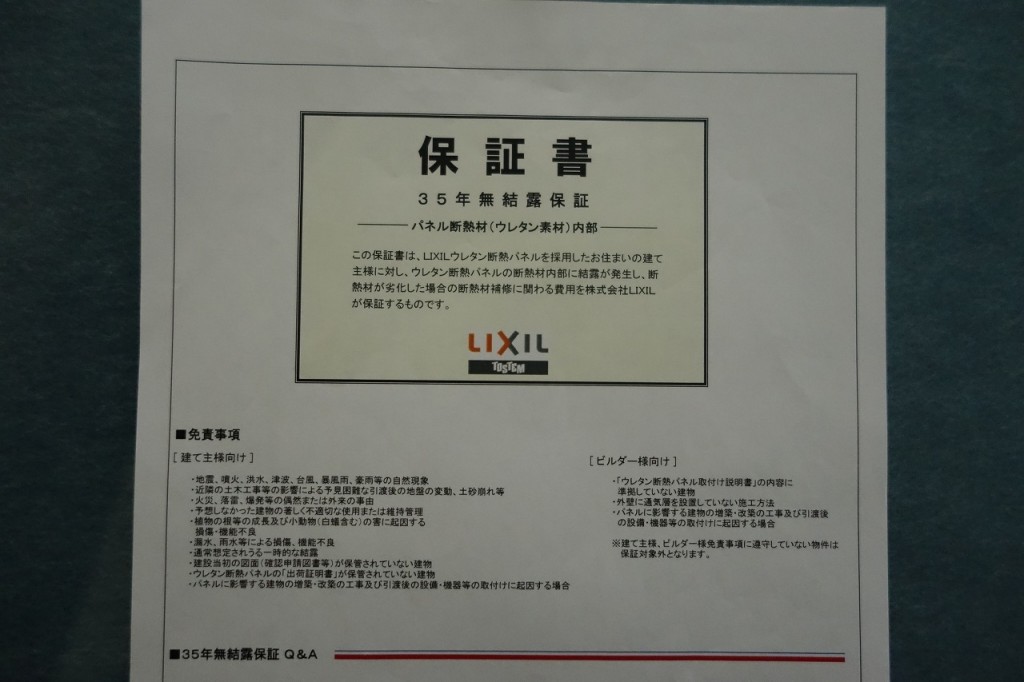 保証書
35年無結露保証
パネル断熱材(ウレタン素材)内部
この保証書は、LIXILウレタン断熱パネルを採用したお住まいの建て
主様に対し、ウレタン断熱パネルの断熱材内部に結露が発生し、断
熱材が劣化した場合の断熱材補修に関わる費用を株式会社LIXIL
が保証するものです。
LIXIL
TOSTEM
■免責事項
[建て主様向け]
・地震、噴火、洪水、津波、台風、暴風雨、豪雨等の自然現象
・近隣の土木工事等の影響による予見困難な引渡後の地盤の変動、土砂崩れ等
・火災、落雷、爆発等の偶然または外来の事由
・予想しなかった建物の著しく不適切な使用または維持管理
・植物の根等の成長及び小動物(白蟻含む)の害に起因する
損傷・機能不良
・漏水、雨水等による損傷、機能不良
・通常想定されうる一時的な結露
・建設当初の図面(確認申請図書等)が保管されていない建物
・ウレタン断熱パネルの「出荷証明書」が保管されていない建物
・パネルに影響する建物の増築・改築の工事及び引渡後の設備・機器等の取付けに起因する場合
[ビルダー様向け]
・「ウレタン断熱パネル取付け説明書」の内容に
準拠していない建物
・外壁に通気層を設置していない施工方法
・パネルに影響する建物の増築・改築の工事及び引渡後
の設備・機器等の取付けに起因する場合
※建て主様、ビルダー様免責事項に遵守していない物件は
保証対象外となります。
■35年無結露保証 Q&A